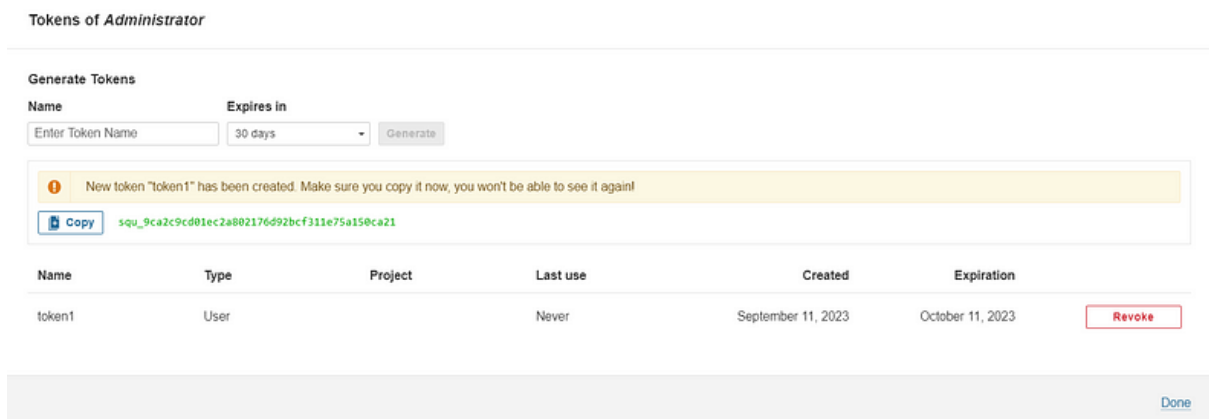 Tokens of Administrator
Generate Tokens
Name Expires in
Enter Token Name 30 days Generate
New token "token1" has been created. Make sure you copy it now, you won't be able to see it again!
Copy squ_9ca2c9cd01ec2a802176d92bcf311e75a150ca21
Name Type Project Last use Created Expiration
token1 User Never September 11, 2023 October 11, 2023 Revoke
Done